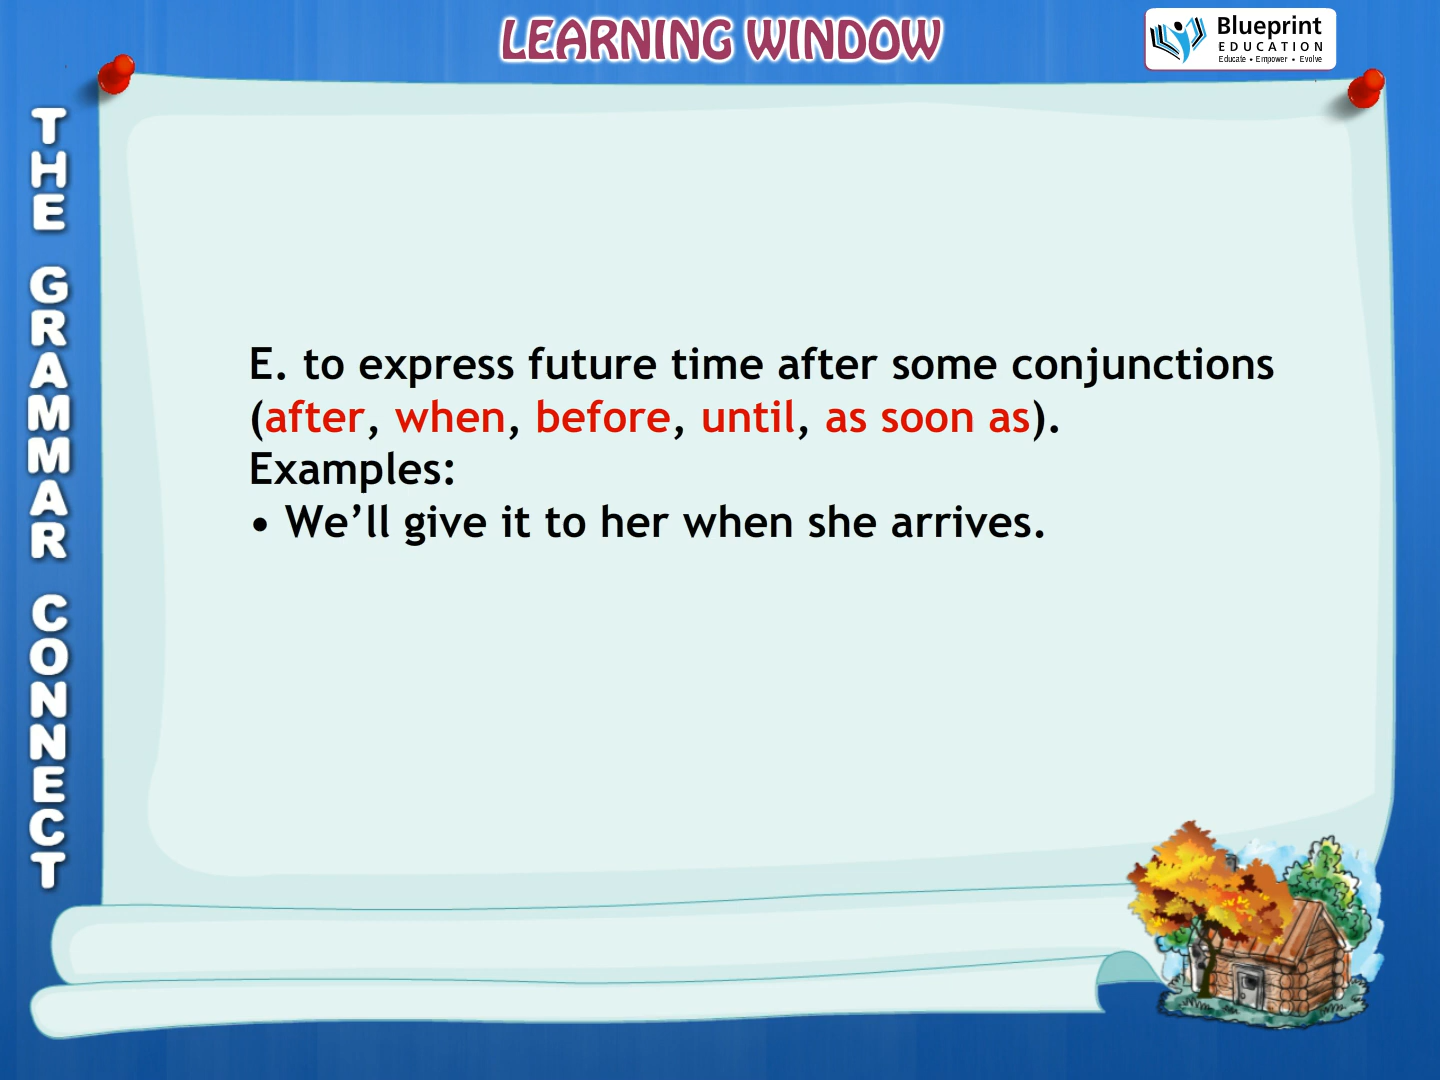 LEARNING WINDOW
Blueprint
EDUCATION
Educate • Empower • Evolve
THE GRAMMAR CONNECT
E. to express future time after some conjunctions
(after, when, before, until, as soon as).
Examples:
• We’ll give it to her when she arrives.